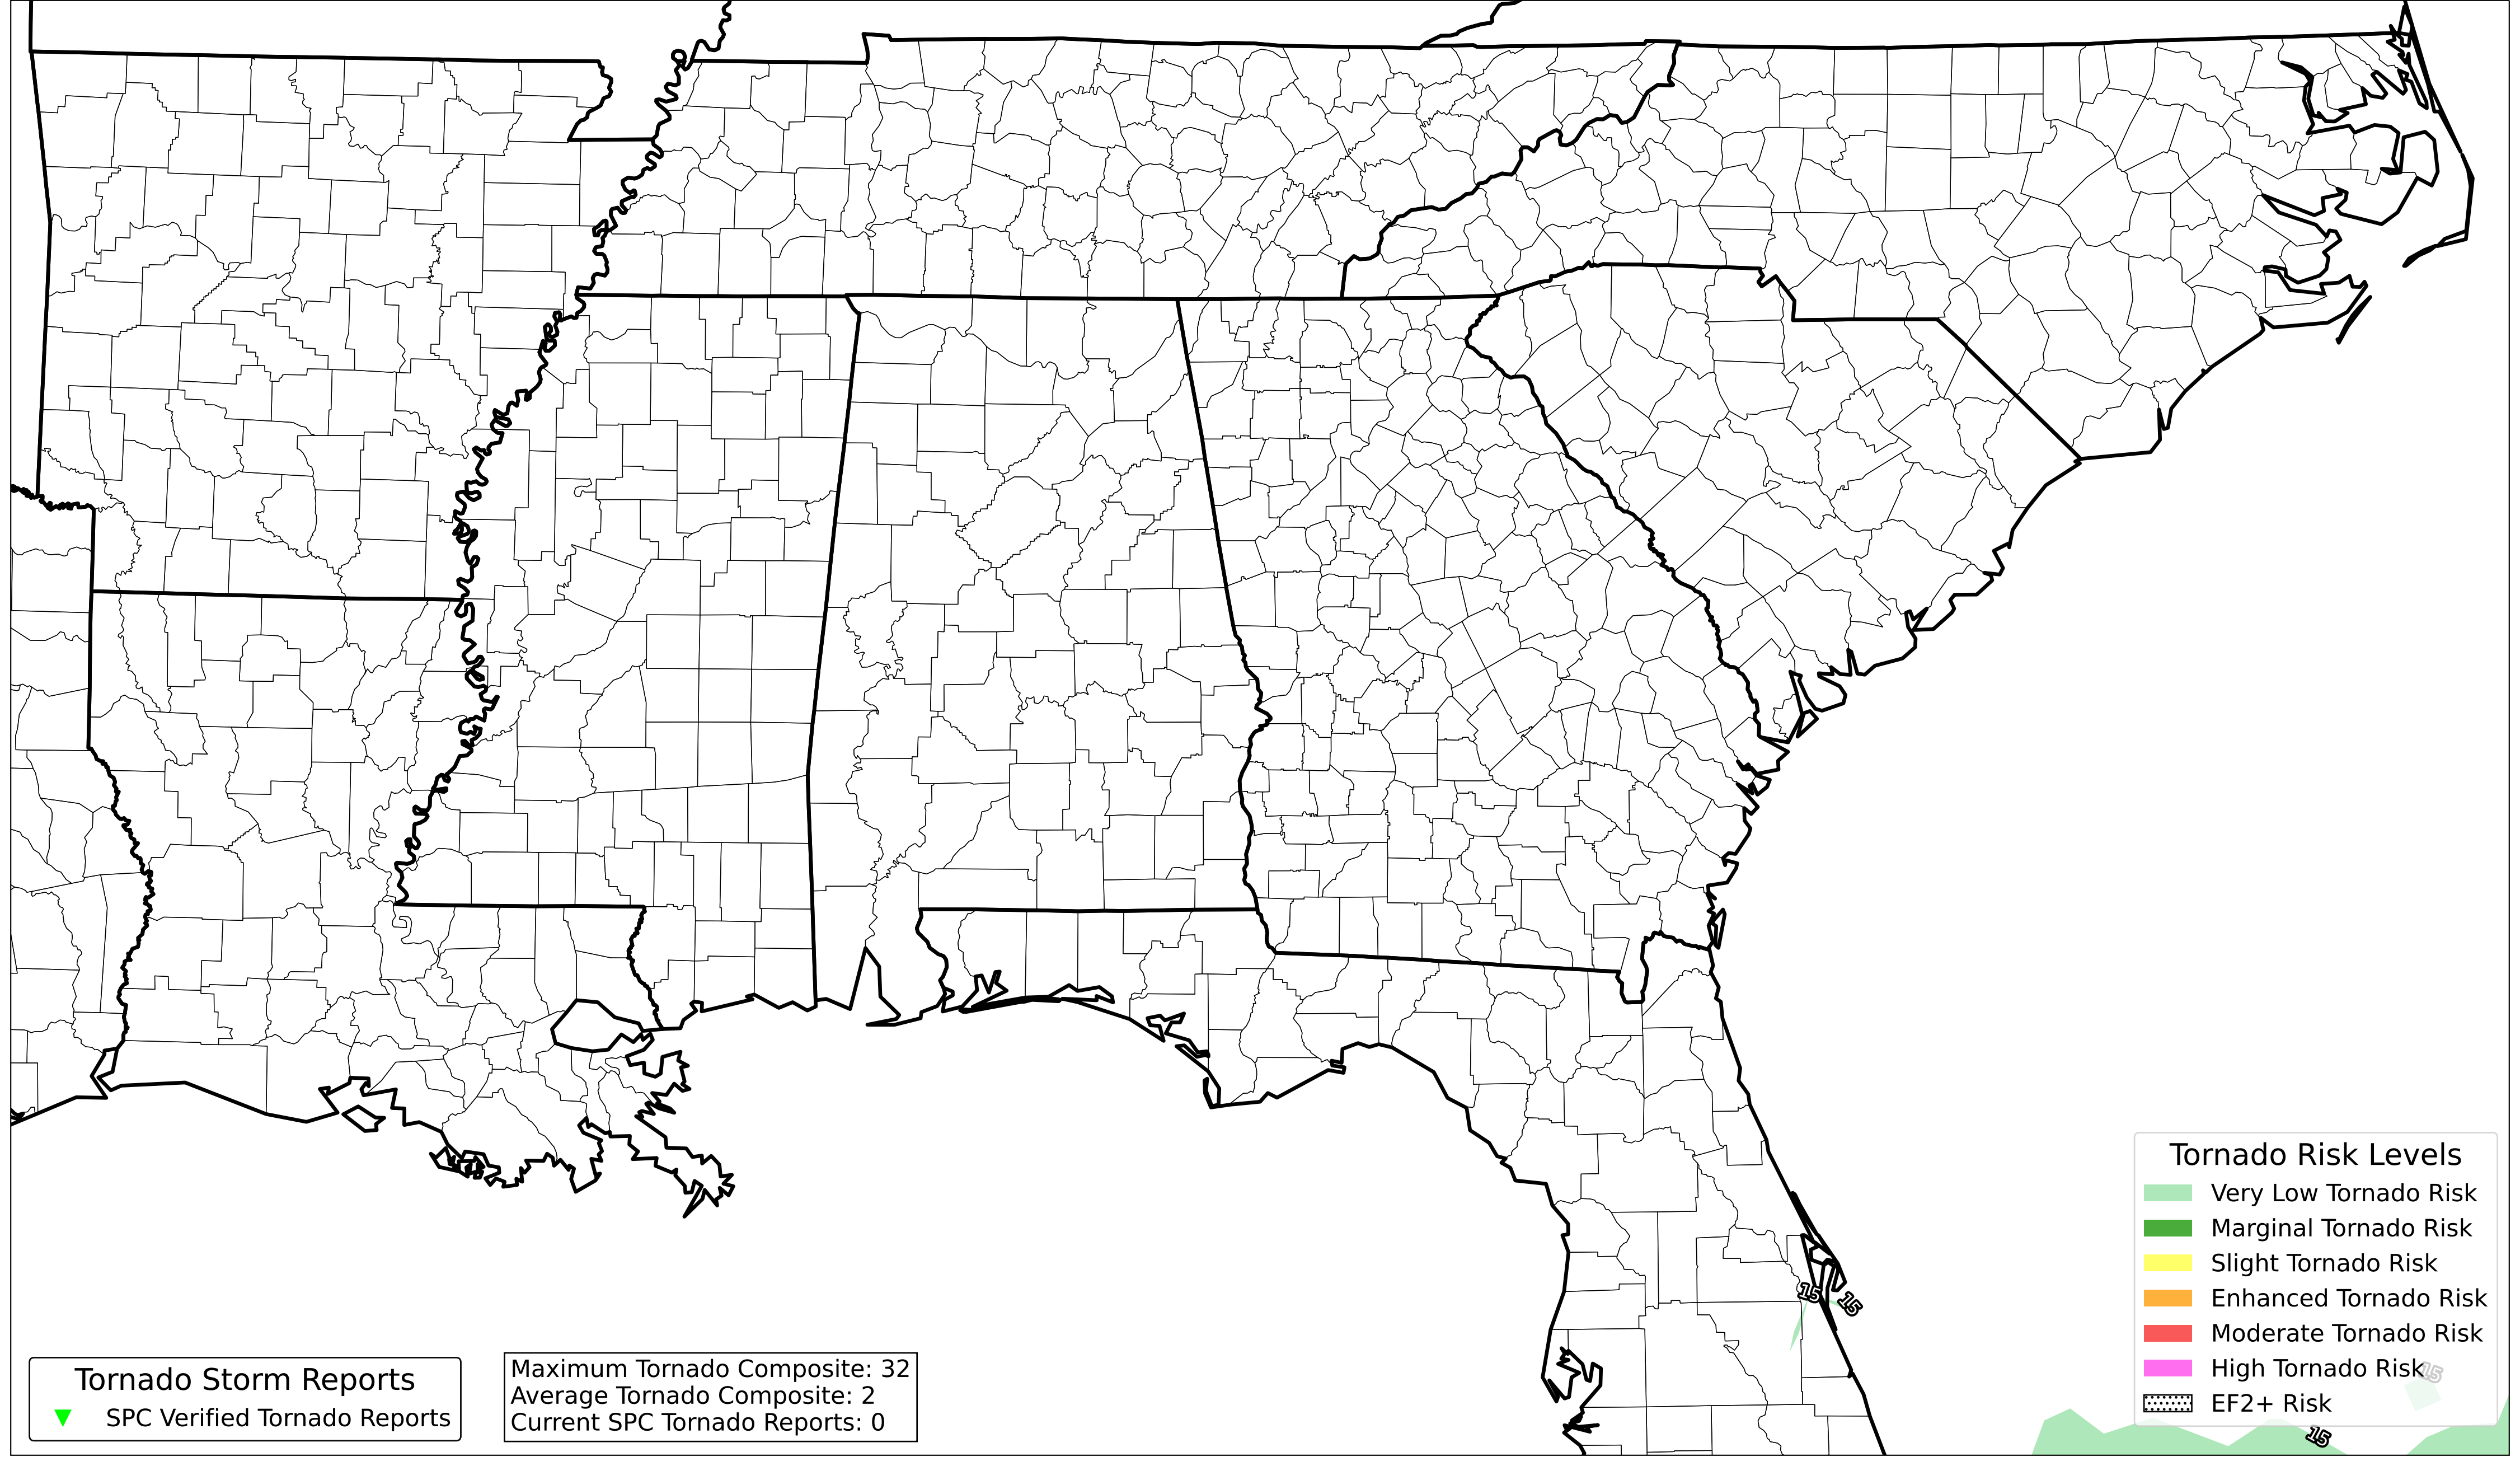 15
15
Tornado Risk Levels
Very Low Tornado Risk
Marginal Tornado Risk
Slight Tornado Risk
Enhanced Tornado Risk
Moderate Tornado Risk
High Tornado Risk
15
EF2+ Risk
15
Tornado Storm Reports
SPC Verified Tornado Reports
Maximum Tornado Composite: 32
Average Tornado Composite: 2
Current SPC Tornado Reports: 0